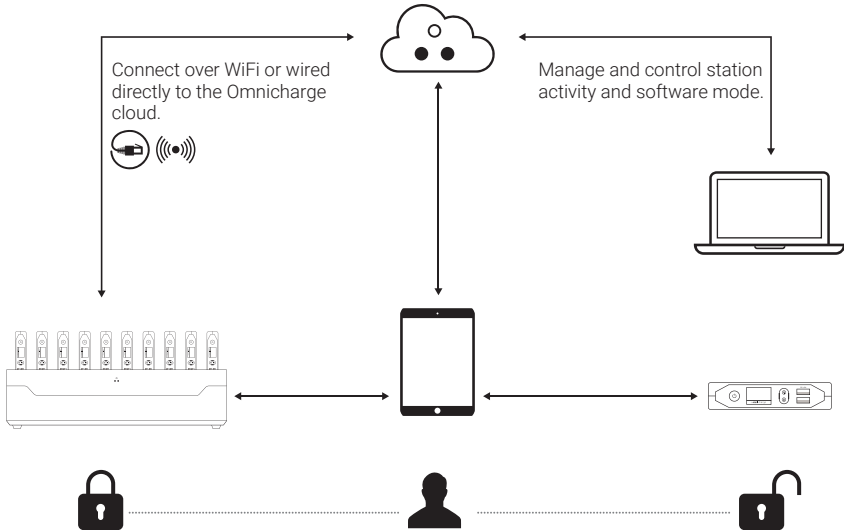 Connect over WiFi or wired
directly to the Omnicharge
cloud.
Manage and control station
activity and software mode.